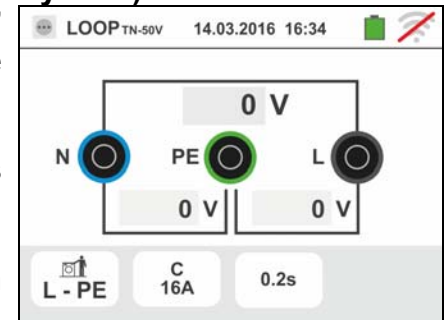 LOOP TN-50V 14.03.2016 16:34
0 V
N PE L
0 V 0 V
L - PE
C
16A
0.2s